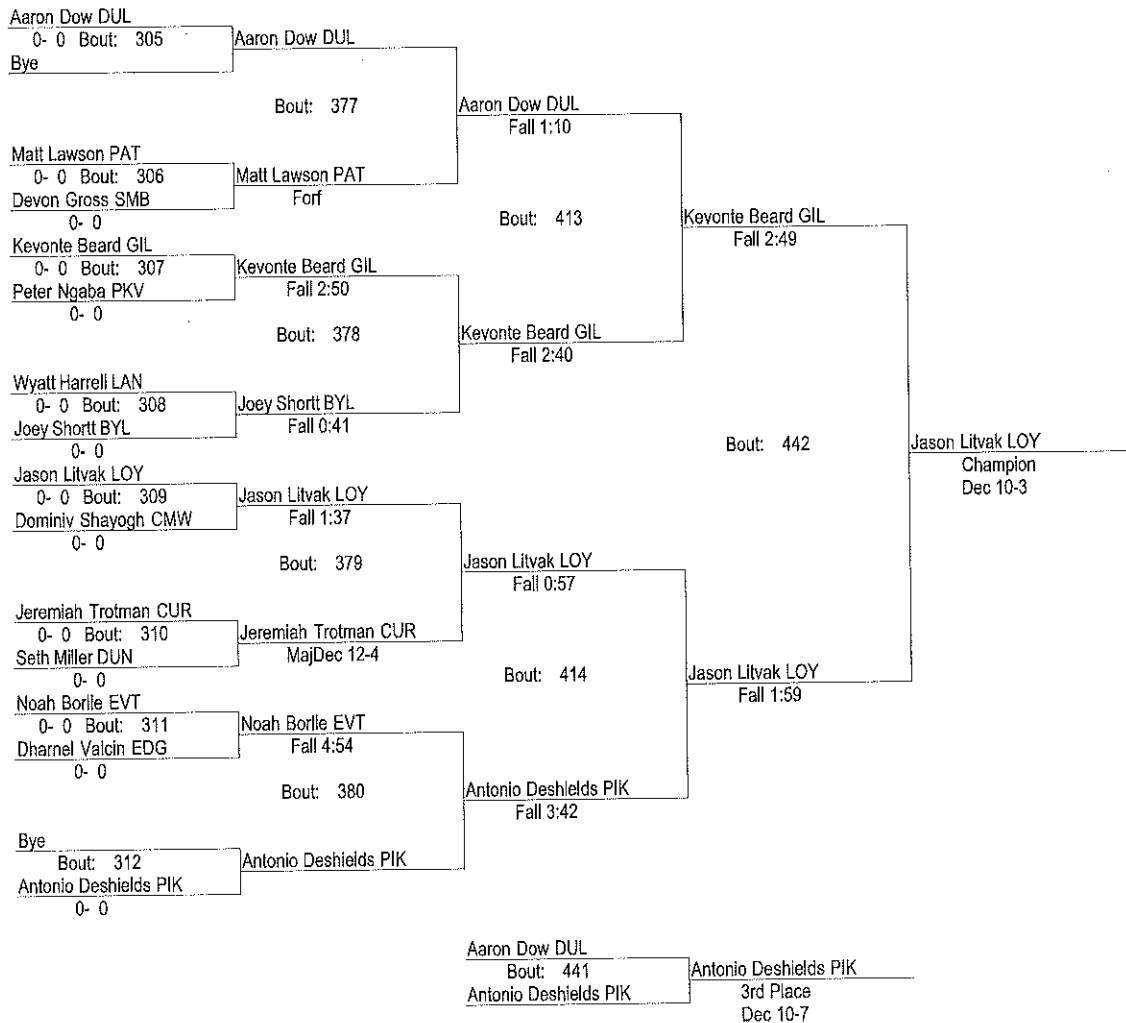 Aaron Dow DUL
0- 0 Bout: 305
Bye
Aaron Dow DUL
Bout: 377
Aaron Dow DUL
Fall 1:10
Matt Lawson PAT
0- 0 Bout: 306
Devon Gross SMB
0- 0
Matt Lawson PAT
Forf
Bout: 413
Kevonte Beard GIL
Fall 2:49
Kevonte Beard GIL
0- 0 Bout: 307
Peter Ngaba PKV
0- 0
Kevonte Beard GIL
Fall 2:50
Bout: 378
Kevonte Beard GIL
Fall 2:40
Wyatt Harrell LAN
0- 0 Bout: 308
Joey Shortt BYL
0- 0
Joey Shortt BYL
Fall 0:41
Bout: 442
Jason Litvak LOY
Champion
Dec 10-3
Jason Litvak LOY
0- 0 Bout: 309
Dominiv Shayogh CMW
0- 0
Jason Litvak LOY
Fall 1:37
Bout: 379
Jason Litvak LOY
Fall 0:57
Jeremiah Trotman CUR
0- 0 Bout: 310
Seth Miller DUN
0- 0
Jeremiah Trotman CUR
MajDec 12-4
Bout: 414
Jason Litvak LOY
Fall 1:59
Noah Borlie EVT
0- 0 Bout: 311
Dharnel Valcin EDG
0- 0
Noah Borlie EVT
Fall 4:54
Bout: 380
Antonio Deshields PIK
Fall 3:42
Bye
Bout: 312
Antonio Deshields PIK
0- 0
Antonio Deshields PIK
Aaron Dow DUL
Bout: 441
Antonio Deshields PIK
Antonio Deshields PIK
3rd Place
Dec 10-7